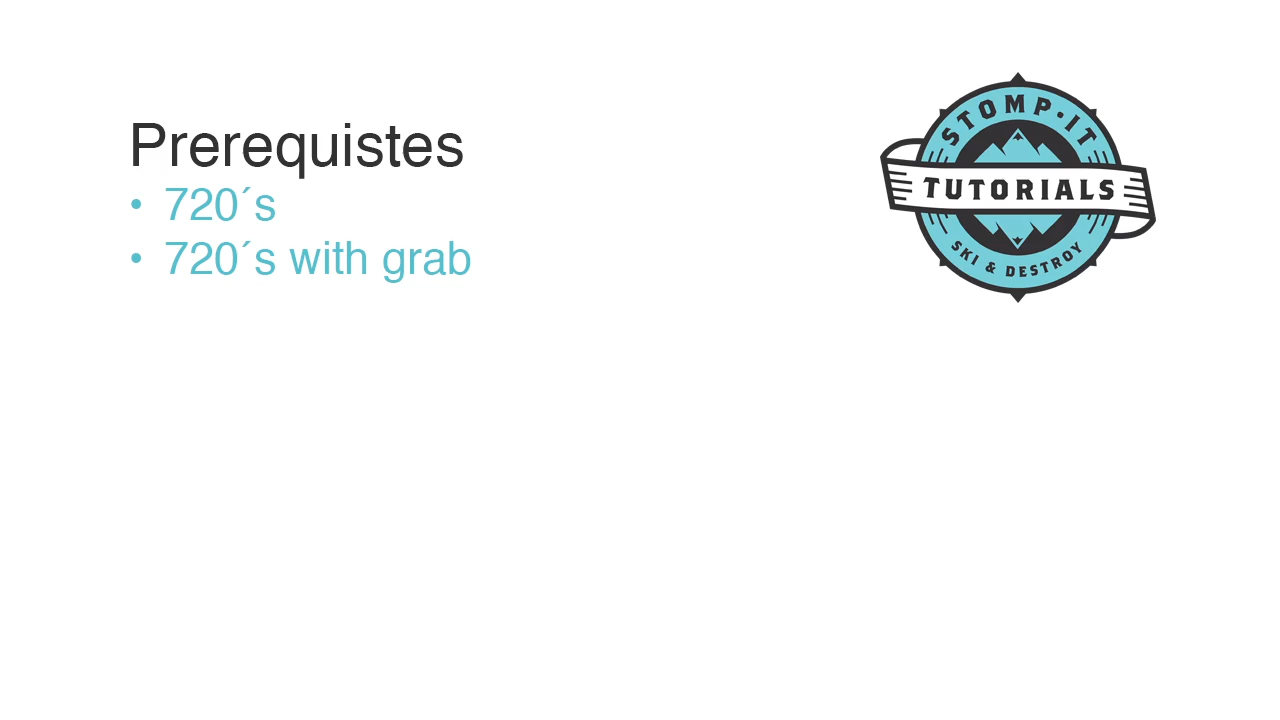 Prerequistes
• 720´s
• 720´s with grab
STOMP·IT
TUTORIALS
SKI & DESTROY